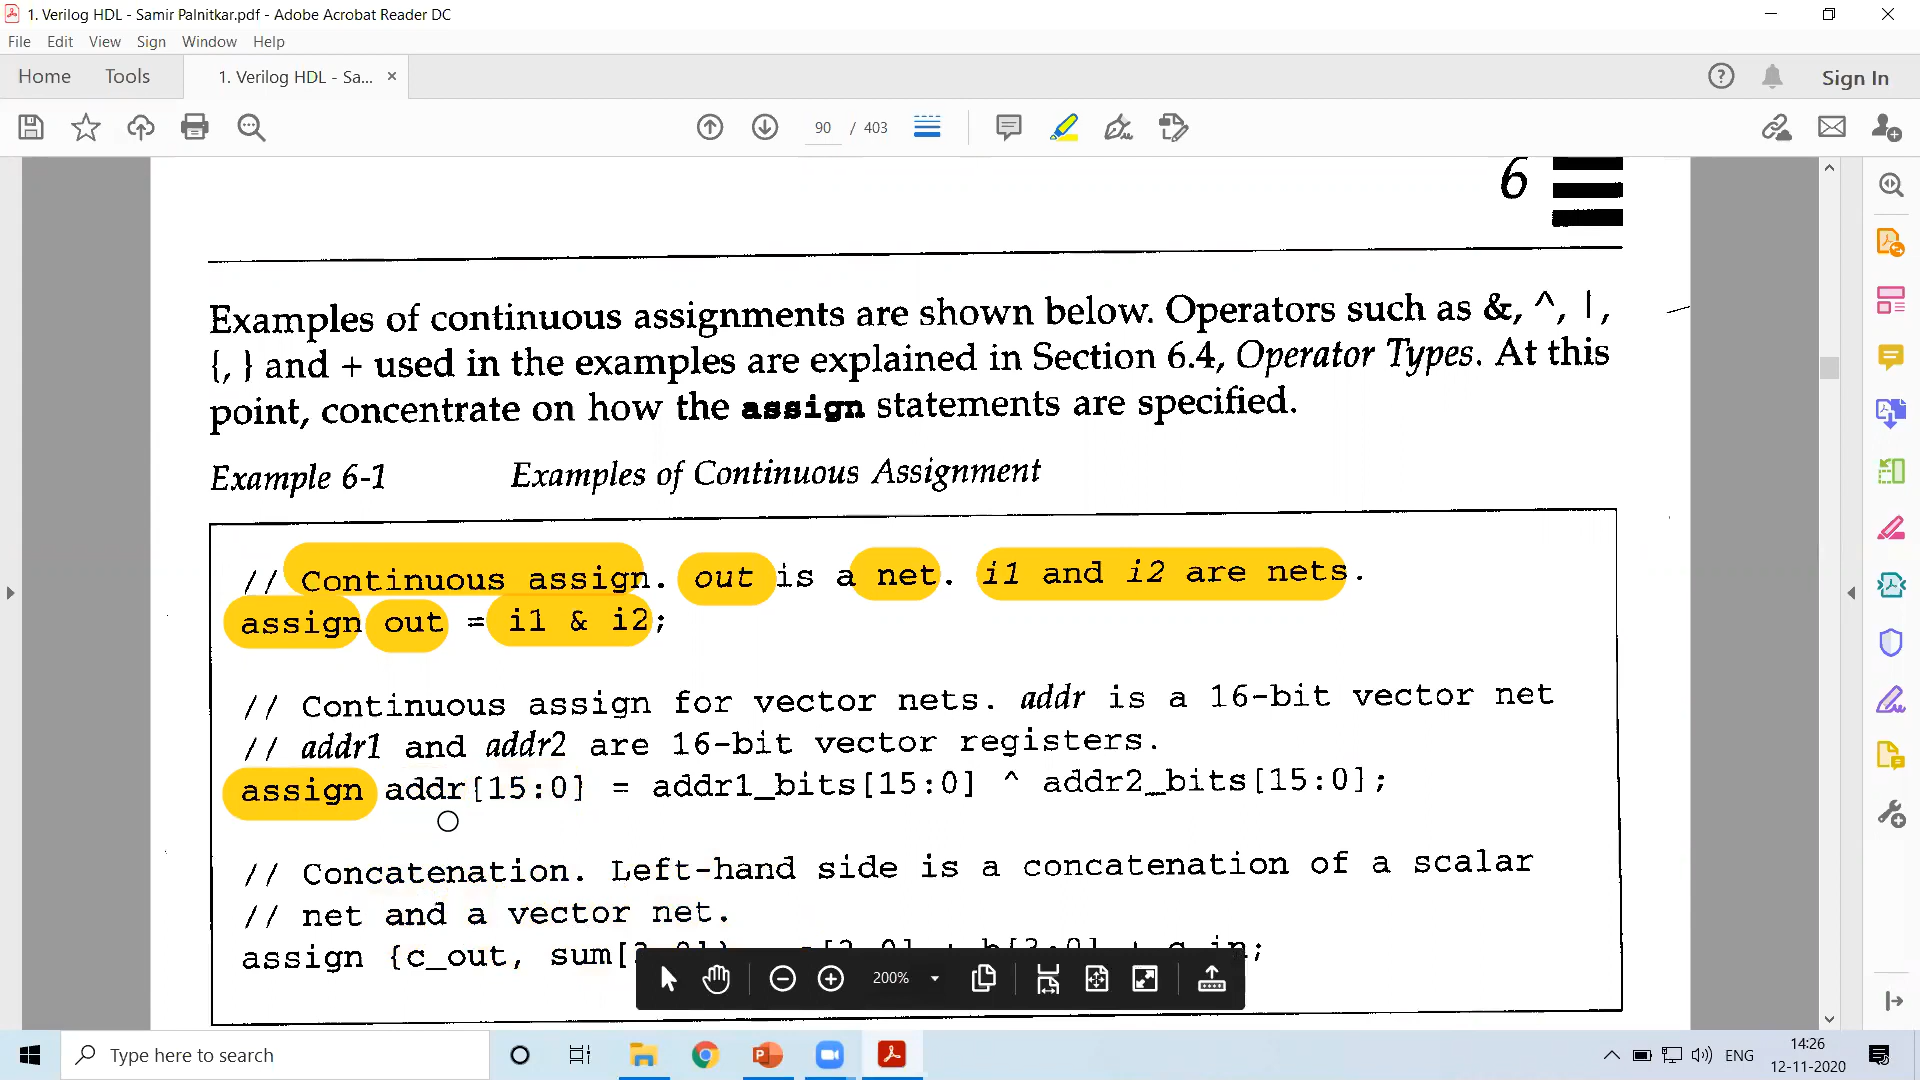 1. Verilog HDL - Samir Palnitkar.pdf - Adobe Acrobat Reader DC
File Edit View Sign Window Help
Home Tools 1. Verilog HDL - Sa... × Sign In
90 / 403
6
Examples of continuous assignments are shown below. Operators such as &, ^, |,
{, } and + used in the examples are explained in Section 6.4, Operator Types. At this
point, concentrate on how the assign statements are specified.
Example 6-1 Examples of Continuous Assignment
// Continuous assign. out is a net. i1 and i2 are nets.
assign out = i1 & i2;
// Continuous assign for vector nets. addr is a 16-bit vector net
// addr1 and addr2 are 16-bit vector registers.
assign addr[15:0] = addr1_bits[15:0] ^ addr2_bits[15:0];
// Concatenation. Left-hand side is a concatenation of a scalar
// net and a vector net.
assign {c_out, sum[
200%
Type here to search
ENG
14:26
12-11-2020